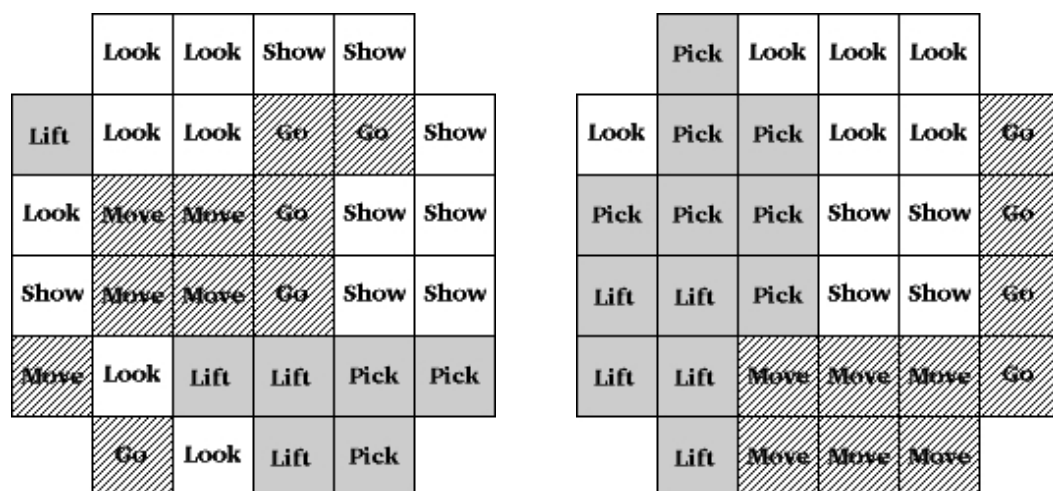 Look Look Show Show
Lift Look Look Go Go Show
Look Move Move Go Show Show
Show Move Move Go Show Show
Move Look Lift Lift Pick Pick
Go Look Lift Pick
Pick Look Look Look
Look Pick Pick Look Look Go
Pick Pick Pick Show Show Go
Lift Lift Pick Show Show Go
Lift Lift Move Move Move Go
Lift Move Move Move